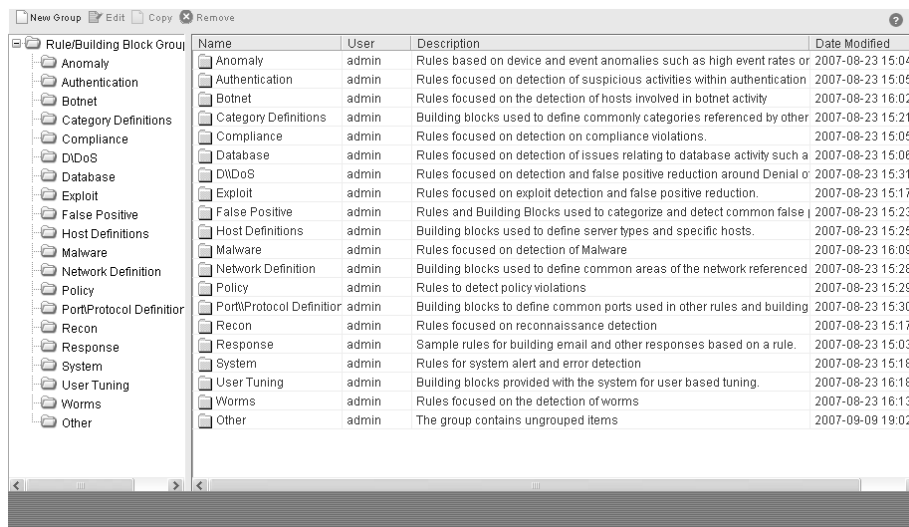 New Group Edit Copy Remove
Rule/Building Block Grou
Anomaly
Authentication
Botnet
Category Definitions
Compliance
D\DoS
Database
Exploit
False Positive
Host Definitions
Malware
Network Definition
Policy
Port\Protocol Definition
Recon
Response
System
User Tuning
Worms
Other
Name User Description Date Modified
Anomaly admin Rules based on device and event anomalies such as high event rates or 2007-08-23 15:04
Authentication admin Rules focused on detection of suspicious activities within authentication 2007-08-23 15:05
Botnet admin Rules focused on the detection of hosts involved in botnet activity 2007-08-23 16:02
Category Definitions admin Building blocks used to define commonly categories referenced by other 2007-08-23 15:21
Compliance admin Rules focused on detection on compliance violations. 2007-08-23 15:05
Database admin Rules focused on detection of issues relating to database activity such a 2007-08-23 15:06
D\\DoS admin Rules focused on detection and false positive reduction around Denial o 2007-08-23 15:31
Exploit admin Rules focused on exploit detection and false positive reduction. 2007-08-23 15:17
False Positive admin Rules and Building Blocks used to categorize and detect common false 2007-08-23 15:23
Host Definitions admin Building blocks used to define server types and specific hosts. 2007-08-23 15:25
Malware admin Rules focused on detection of Malware 2007-08-23 16:09
Network Definition admin Building blocks used to define common areas of the network referenced 2007-08-23 15:28
Policy admin Rules to detect policy violations 2007-08-23 15:29
Port\\Protocol Definition admin Building blocks to define common ports used in other rules and building 2007-08-23 15:30
Recon admin Rules focused on reconnaissance detection 2007-08-23 15:17
Response admin Sample rules for building email and other responses based on a rule. 2007-08-23 15:03
System admin Rules for system alert and error detection 2007-08-23 15:18
User Tuning admin Building blocks provided with the system for user based tuning. 2007-08-23 16:18
Worms admin Rules focused on the detection of worms 2007-08-23 16:13
Other admin The group contains ungrouped items 2007-09-09 19:02